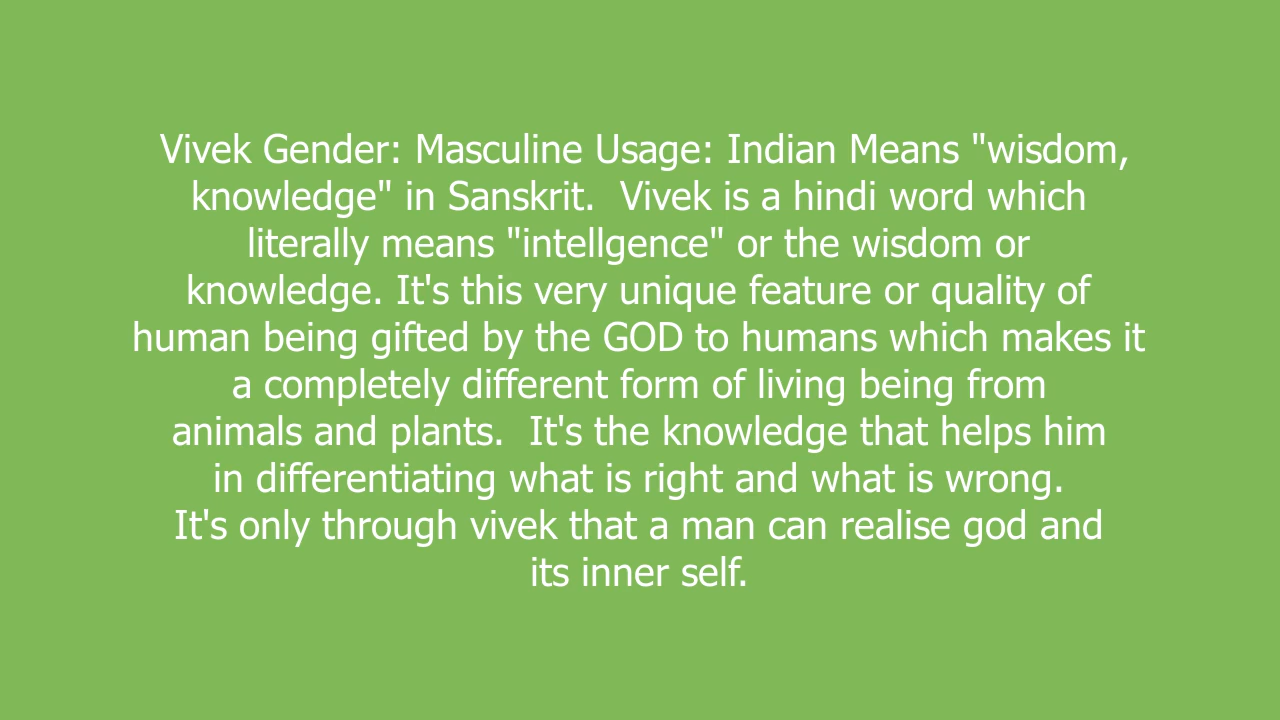 Vivek Gender: Masculine Usage: Indian Means "wisdom,
knowledge" in Sanskrit.  Vivek is a hindi word which
literally means "intellgence" or the wisdom or
knowledge. It's this very unique feature or quality of
human being gifted by the GOD to humans which makes it
a completely different form of living being from
animals and plants.  It's the knowledge that helps him
in differentiating what is right and what is wrong.
It's only through vivek that a man can realise god and
its inner self.